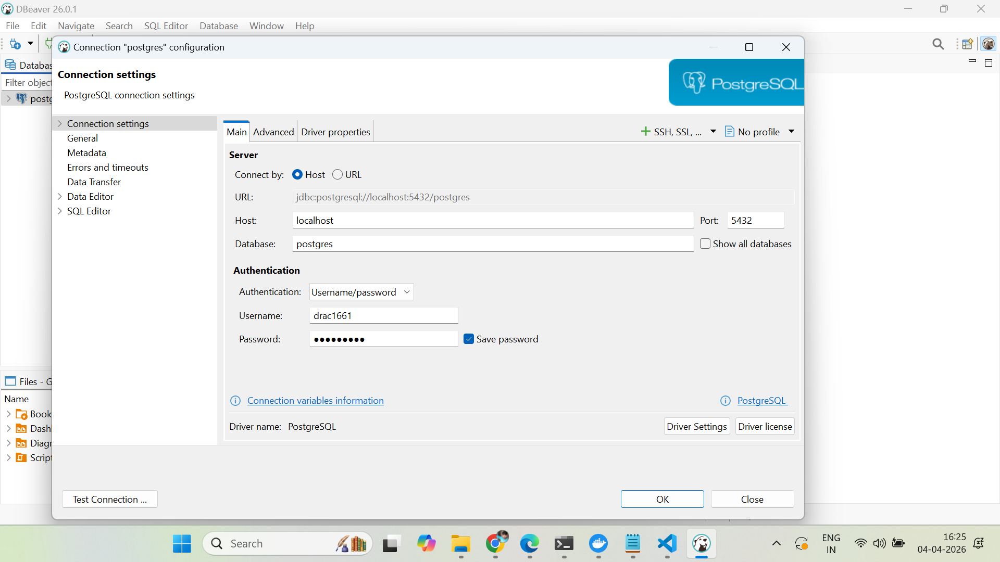 DBeaver 26.0.1
File Edit Navigate Search SQL Editor Database Window Help
Connection "postgres" configuration
Databas
Filter object
postg
Connection settings
PostgreSQL connection settings
PostgreSQL
Connection settings
General
Metadata
Errors and timeouts
Data Transfer
Data Editor
SQL Editor
Main Advanced Driver properties
SSH, SSL, ... No profile
Server
Connect by: Host URL
URL: jdbc:postgresql://localhost:5432/postgres
Host: localhost Port: 5432
Database: postgres Show all databases
Authentication
Authentication: Username/password
Username: drac1661
Password: ●●●●●●●●● Save password
Connection variables information PostgreSQL
Driver name: PostgreSQL Driver Settings Driver license
Files - G
Name
Book
Dash
Diagr
Script
Test Connection ... OK Close
Search
ENG
IN
16:25
04-04-2026